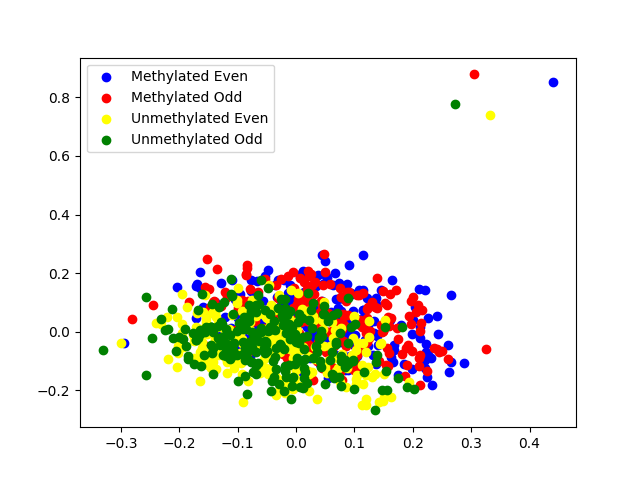 Methylated Even
Methylated Odd
Unmethylated Even
Unmethylated Odd
0.8
0.6
0.4
0.2
0.0
−0.2
−0.3 −0.2 −0.1 0.0 0.1 0.2 0.3 0.4